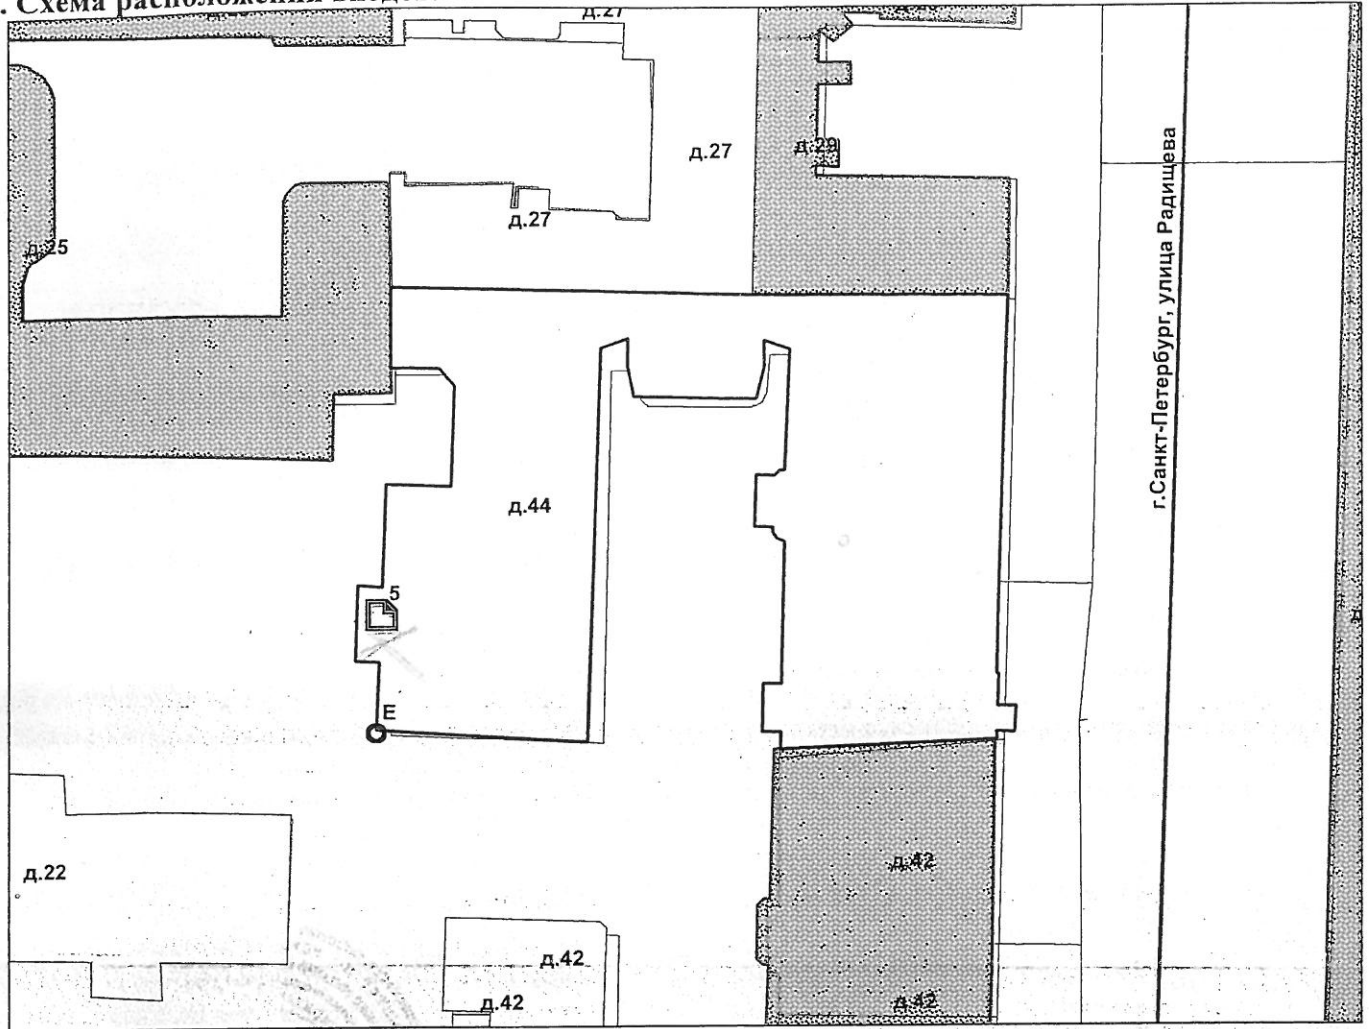 . Схема расположения
д.27
д.27
д.29
д.27
д.25
г.Санкт-Петербург, улица Радищева
д.44
5
Е
д.22
д.42
д.42
д.42
д.42